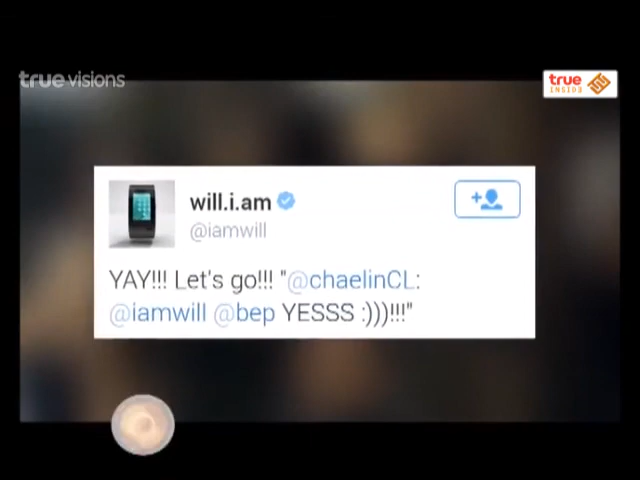 truevisions
true
INSIDE
will.i.am
@iamwill
YAY!!! Let's go!!! "@chaelinCL:
@iamwill @bep YESSS :)))!!!"